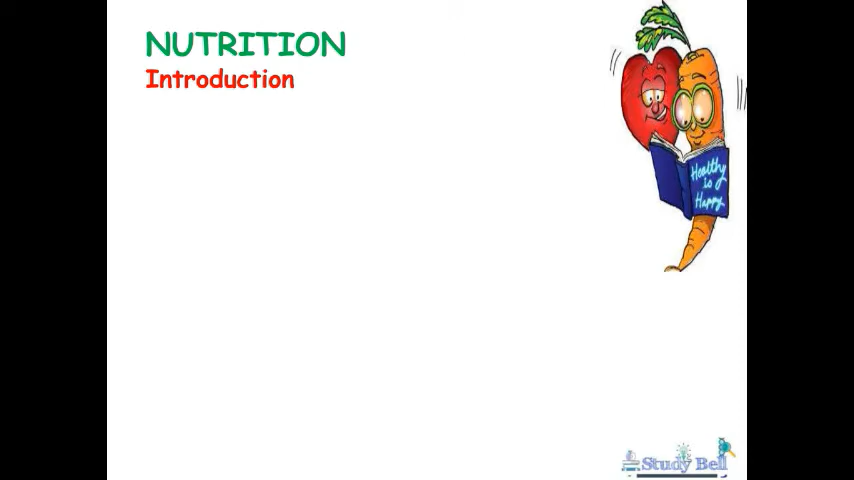 NUTRITION
Introduction
Healthy
is
Happy
Study Bell